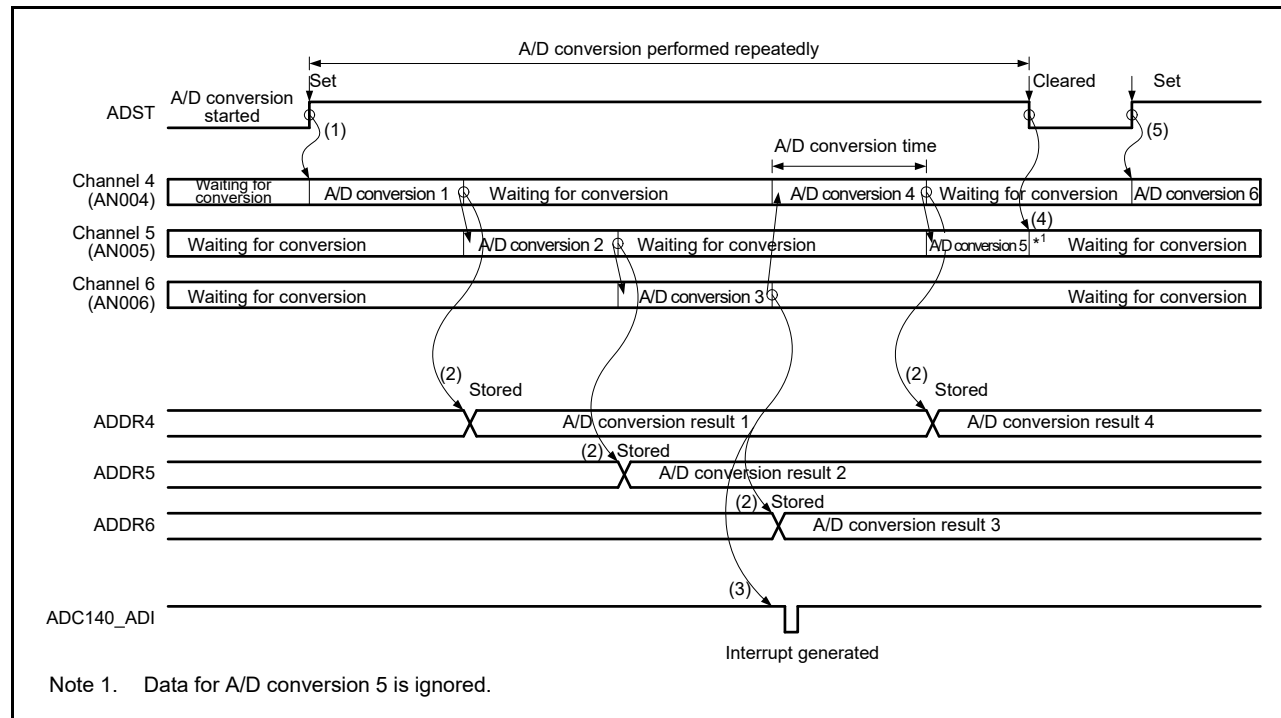 A/D conversion performed repeatedly
Set
Cleared
Set
A/D conversion
started
ADST
(1)
(5)
A/D conversion time
Channel 4
(AN004)
Waiting for
conversion
A/D conversion 1
Waiting for conversion
A/D conversion 4
Waiting for conversion
A/D conversion 6
(4)
Channel 5
(AN005)
Waiting for conversion
A/D conversion 2
Waiting for conversion
A/D conversion 5
*1
Waiting for conversion
Channel 6
(AN006)
Waiting for conversion
A/D conversion 3
Waiting for conversion
(2)
Stored
(2)
Stored
ADDR4
A/D conversion result 1
A/D conversion result 4
(2)
Stored
ADDR5
A/D conversion result 2
(2)
Stored
ADDR6
A/D conversion result 3
(3)
ADC140_ADI
Interrupt generated
Note 1. Data for A/D conversion 5 is ignored.